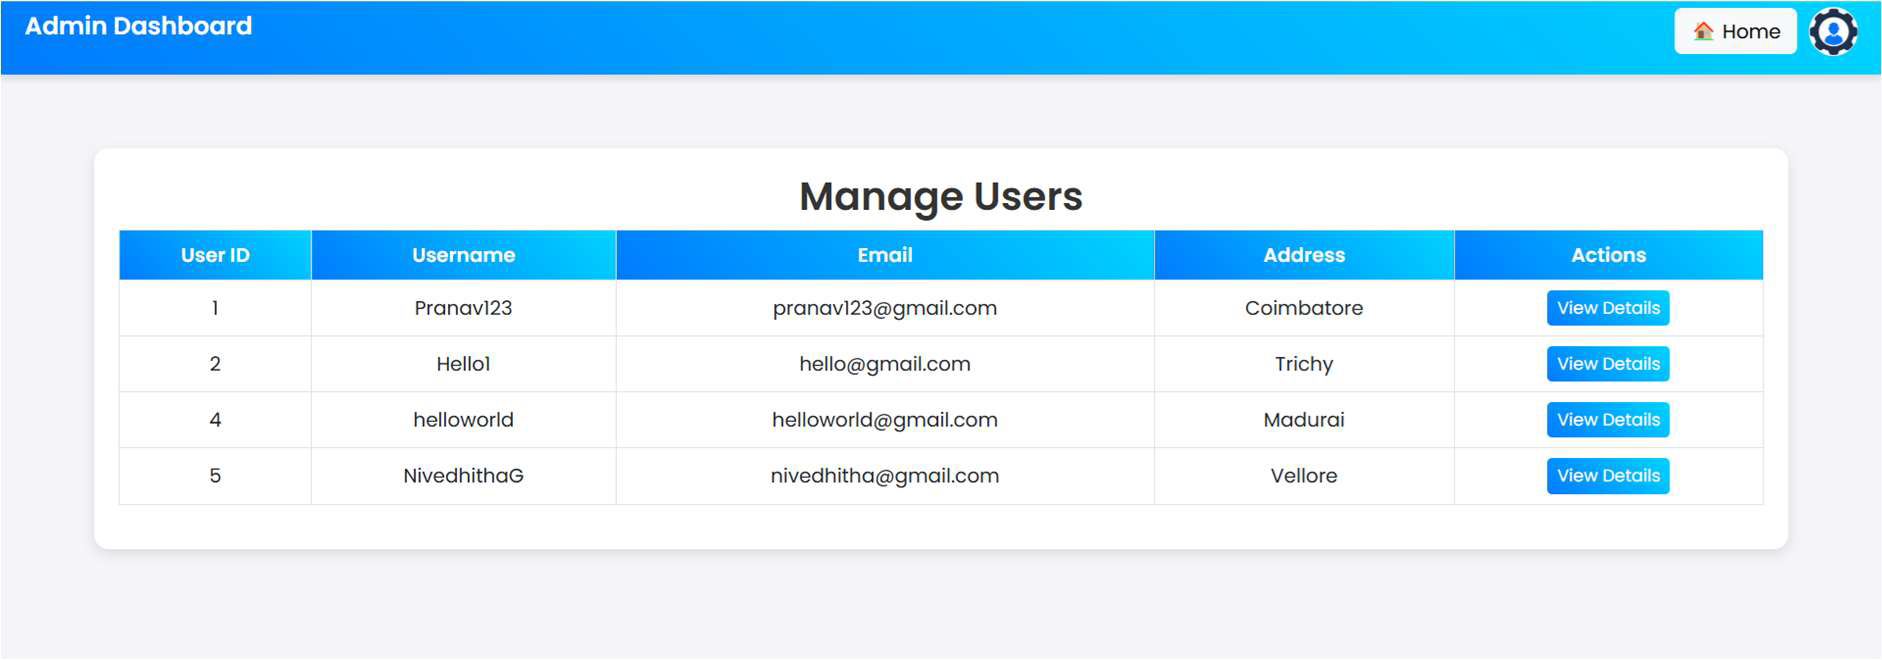 Admin Dashboard
Home
Manage Users
User ID Username Email Address Actions
1 Pranav123 pranav123@gmail.com Coimbatore View Details
2 Hello1 hello@gmail.com Trichy View Details
4 helloworld helloworld@gmail.com Madurai View Details
5 NivedhithaG nivedhitha@gmail.com Vellore View Details